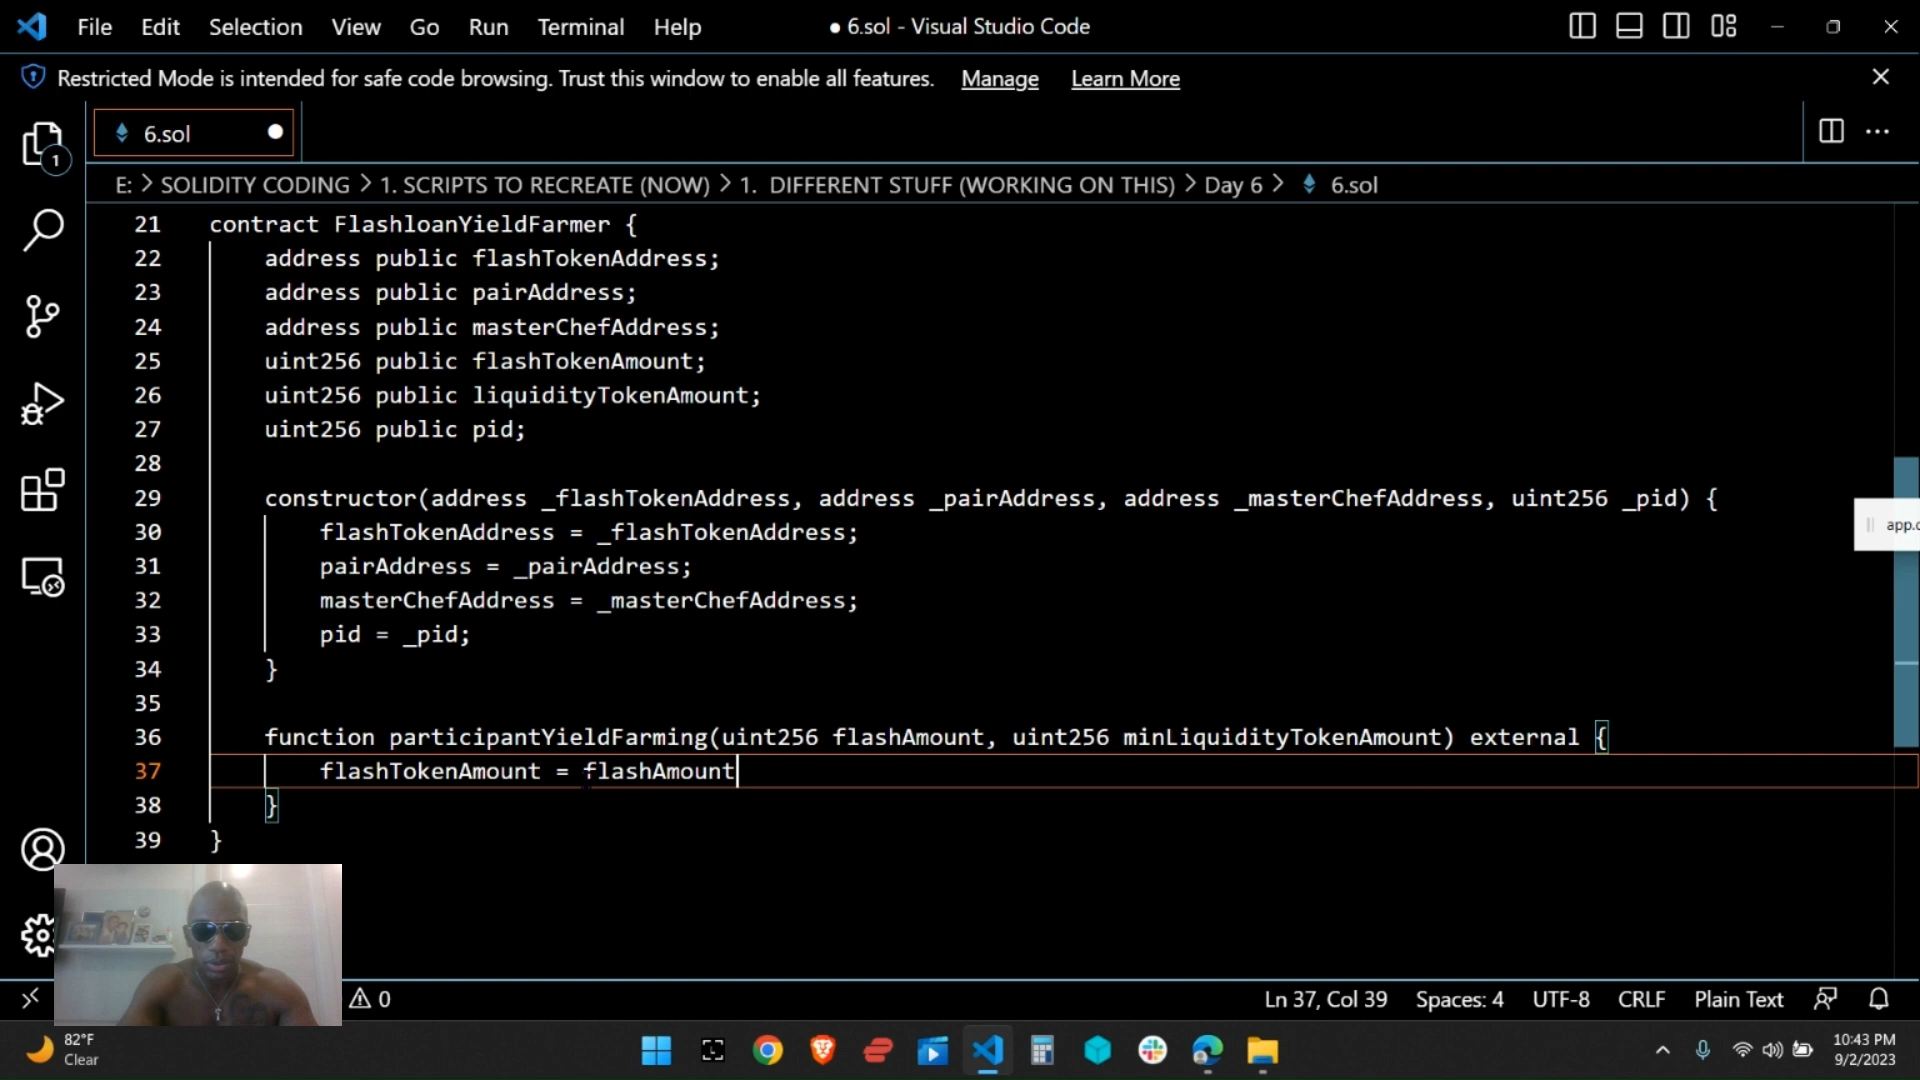 File Edit Selection View Go Run Terminal Help ● 6.sol - Visual Studio Code
Restricted Mode is intended for safe code browsing. Trust this window to enable all features. Manage Learn More
6.sol
E: > SOLIDITY CODING > 1. SCRIPTS TO RECREATE (NOW) > 1. DIFFERENT STUFF (WORKING ON THIS) > Day 6 > 6.sol
1
21 contract FlashloanYieldFarmer {
22 address public flashTokenAddress;
23 address public pairAddress;
24 address public masterChefAddress;
25 uint256 public flashTokenAmount;
26 uint256 public liquidityTokenAmount;
27 uint256 public pid;
28
29 constructor(address _flashTokenAddress, address _pairAddress, address _masterChefAddress, uint256 _pid) {
30 flashTokenAddress = _flashTokenAddress;
31 pairAddress = _pairAddress;
32 masterChefAddress = _masterChefAddress;
33 pid = _pid;
34 }
35
36 function participantYieldFarming(uint256 flashAmount, uint256 minLiquidityTokenAmount) external {
37 flashTokenAmount = flashAmount
38 }
39 }
0 Ln 37, Col 39 Spaces: 4 UTF-8 CRLF Plain Text
82°F
Clear
10:43 PM
9/2/2023